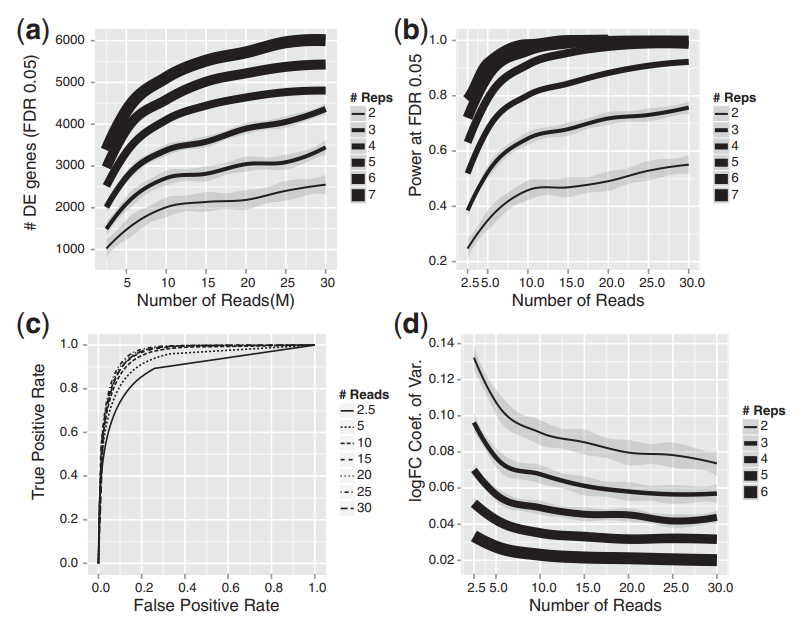 (a)
# DE genes (FDR 0.05)
6000
5000
4000
3000
2000
1000
5 10 15 20 25 30
Number of Reads(M)
# Reps
2
3
4
5
6
7
(b)
Power at FDR 0.05
1.0
0.8
0.6
0.4
0.2
2.5 5.0 10.0 15.0 20.0 25.0 30.0
Number of Reads
# Reps
2
3
4
5
6
7
(c)
True Positive Rate
1.0
0.8
0.6
0.4
0.2
0.0
0.0 0.2 0.4 0.6 0.8 1.0
False Positive Rate
# Reads
2.5
5
10
15
20
25
30
(d)
logFC Coef. of Var.
0.14
0.12
0.10
0.08
0.06
0.04
0.02
2.5 5.0 10.0 15.0 20.0 25.0 30.0
Number of Reads
# Reps
2
3
4
5
6